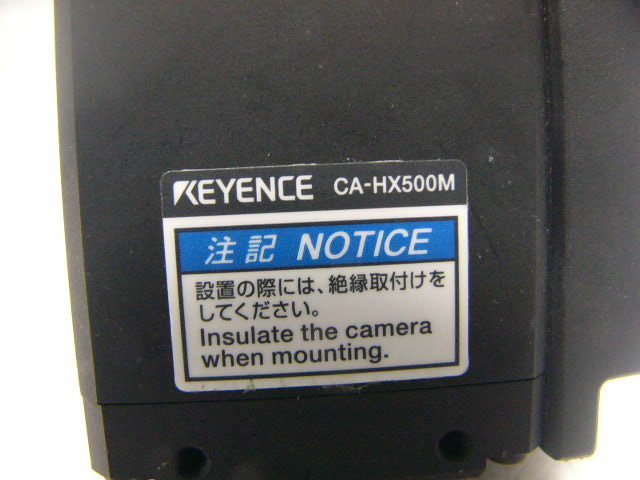 KEYENCE CA-HX500M
注記 NOTICE
設置の際には、絶縁取付けを
してください。
Insulate the camera
when mounting.